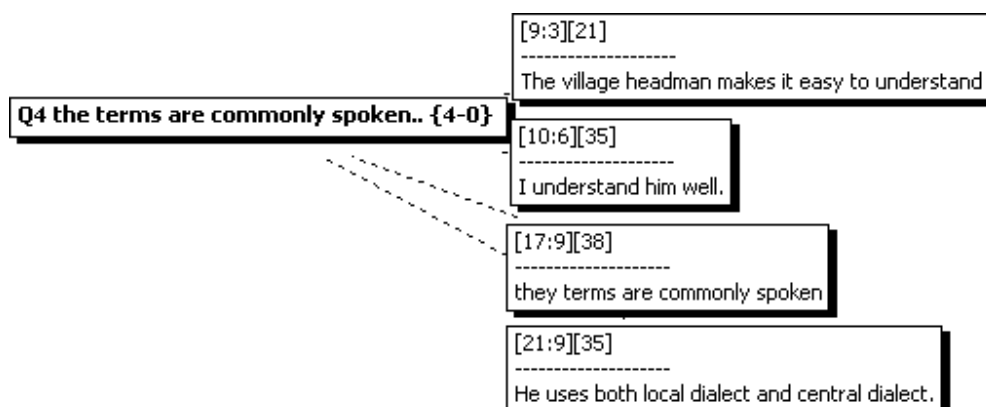 Q4 the terms are commonly spoken.. {4-0}
[9:3][21]
--------------------
The village headman makes it easy to understand
[10:6][35]
--------------------
I understand him well.
[17:9][38]
--------------------
they terms are commonly spoken
[21:9][35]
--------------------
He uses both local dialect and central dialect.